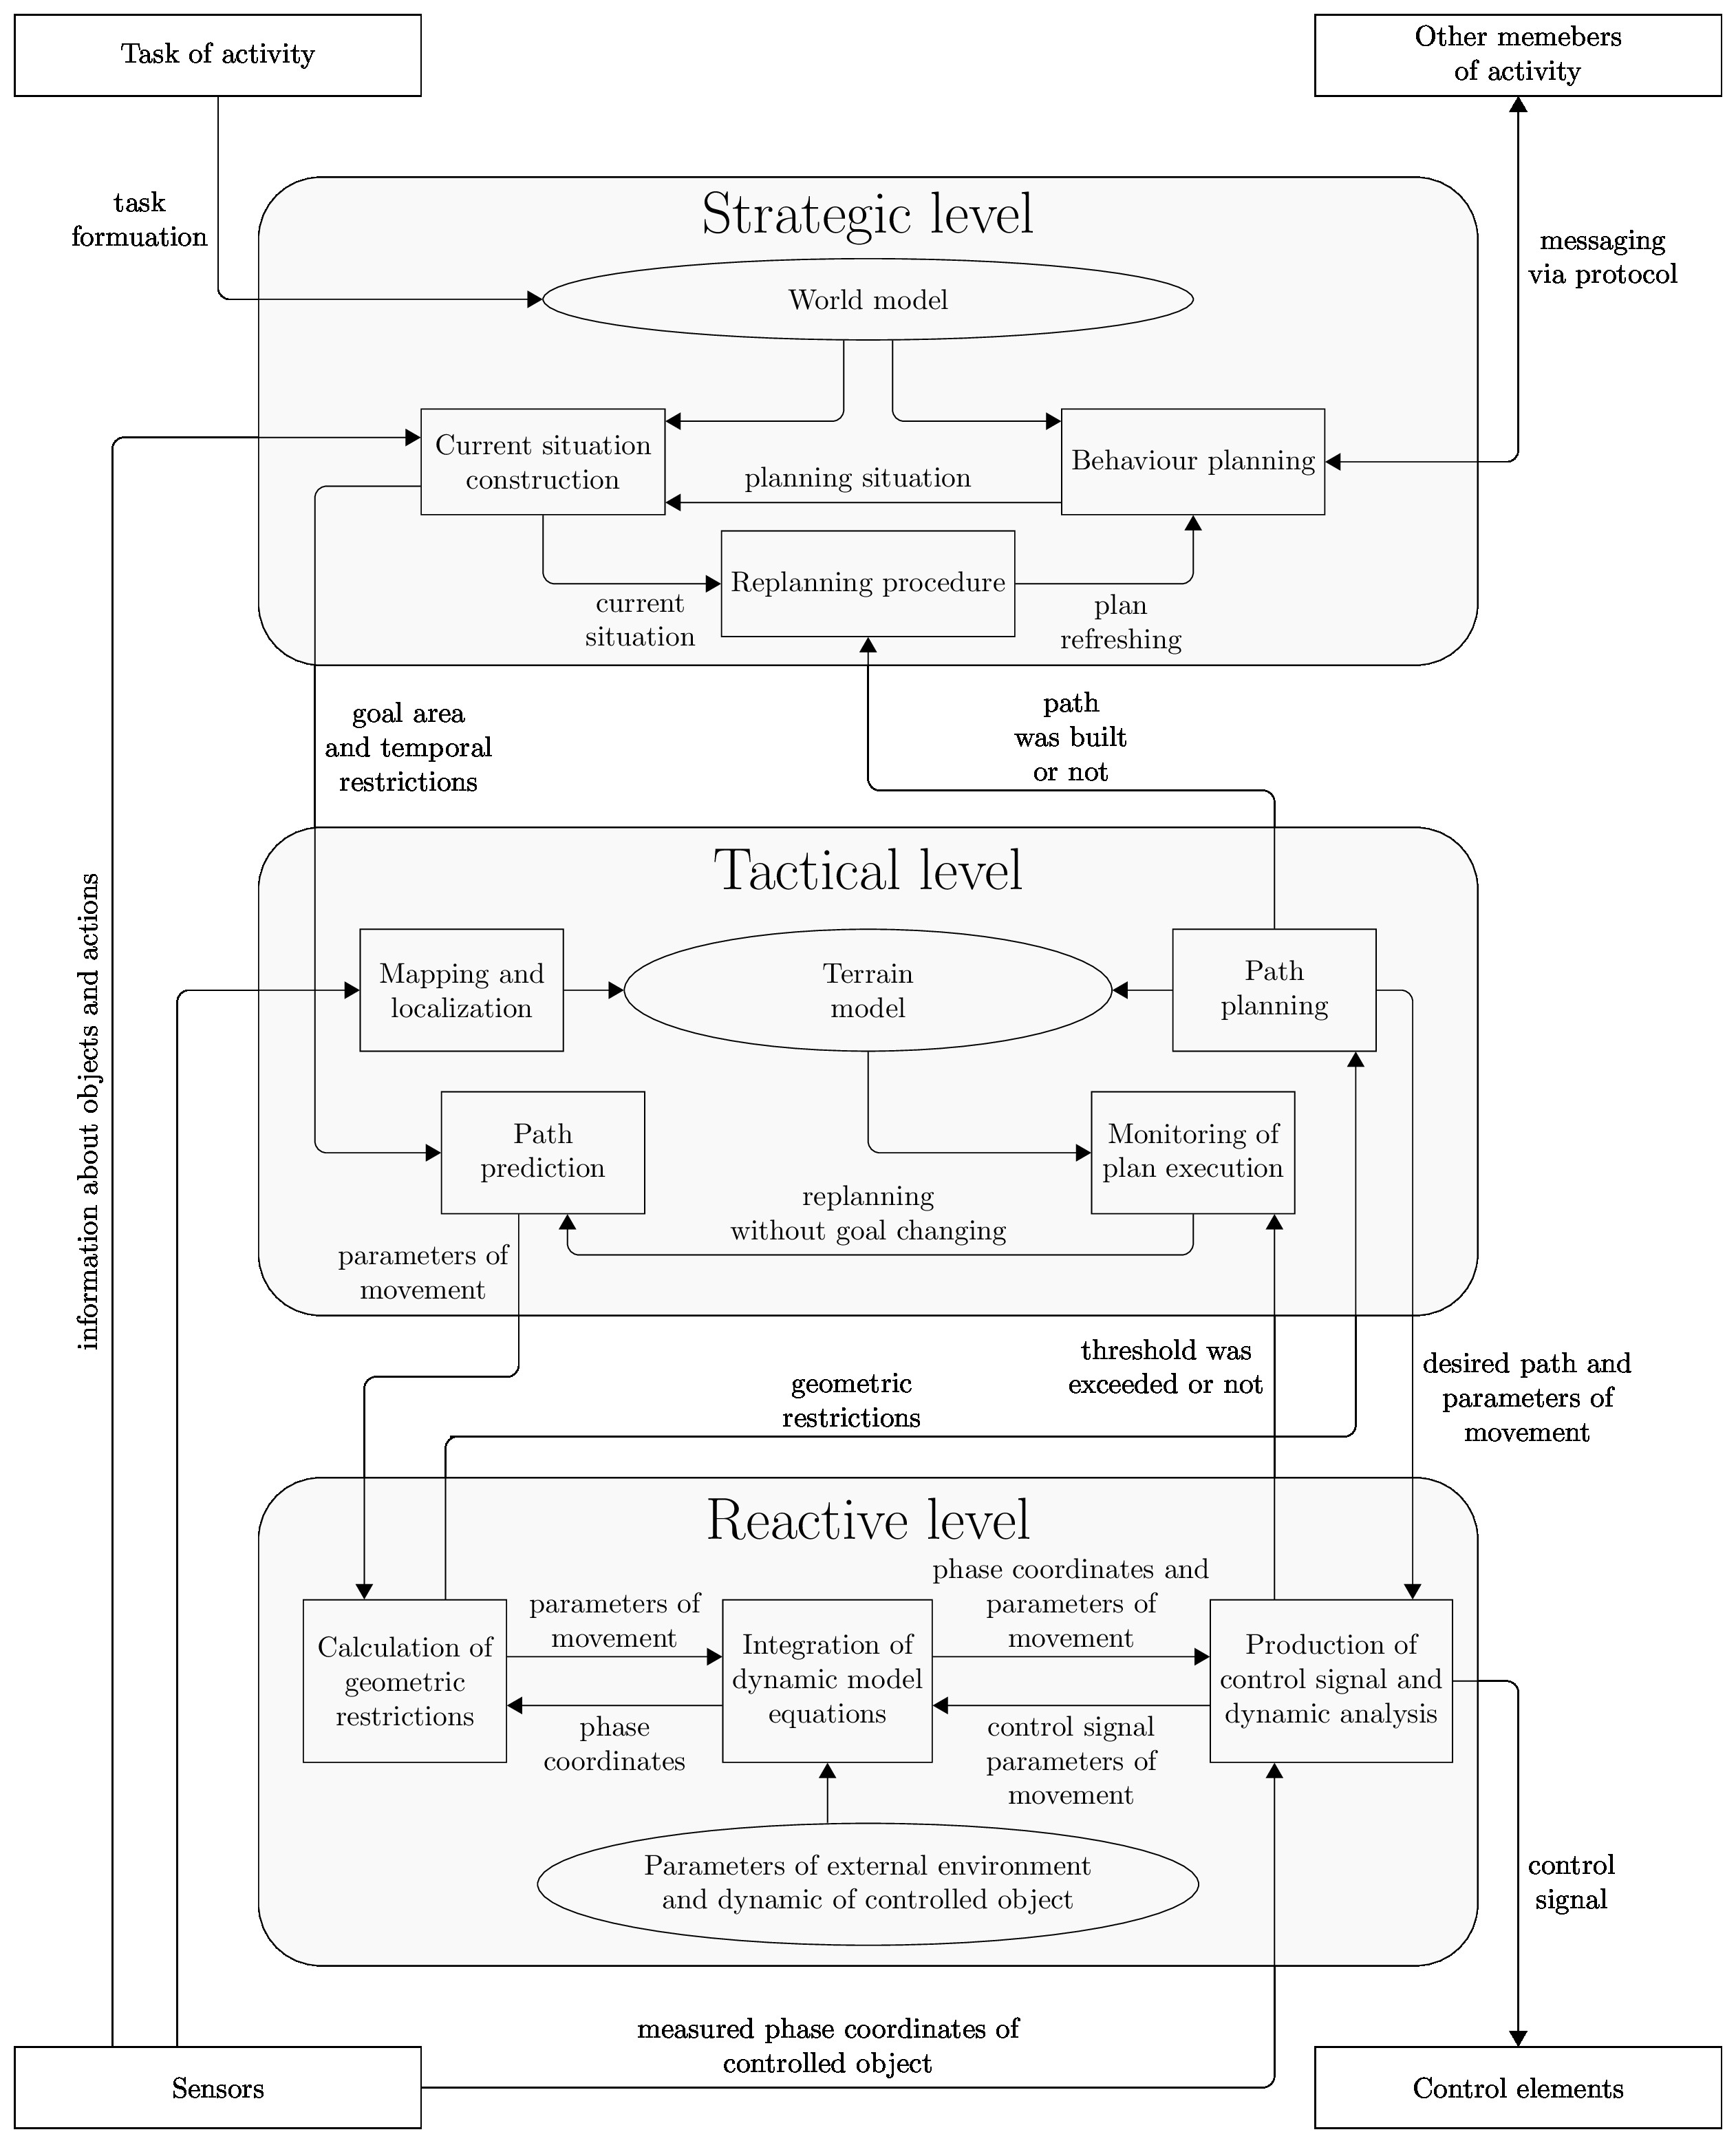 Task of activity
Other memebers
of activity
task
formuation
Strategic level
messaging
via protocol
World model
Current situation
construction
planning situation
Behaviour planning
Replanning procedure
current
situation
plan
refreshing
goal area
and temporal
restrictions
path
was built
or not
information about objects and actions
Tactical level
Mapping and
localization
Terrain
model
Path
planning
Path
prediction
Monitoring of
plan execution
replanning
without goal changing
parameters of
movement
threshold was
exceeded or not
geometric
restrictions
desired path and
parameters of
movement
Reactive level
Calculation of
geometric
restrictions
parameters of
movement
phase
coordinates
Integration of
dynamic model
equations
phase coordinates and
parameters of
movement
control signal
parameters of
movement
Production of
control signal and
dynamic analysis
Parameters of external environment
and dynamic of controlled object
control
signal
measured phase coordinates of
controlled object
Sensors
Control elements